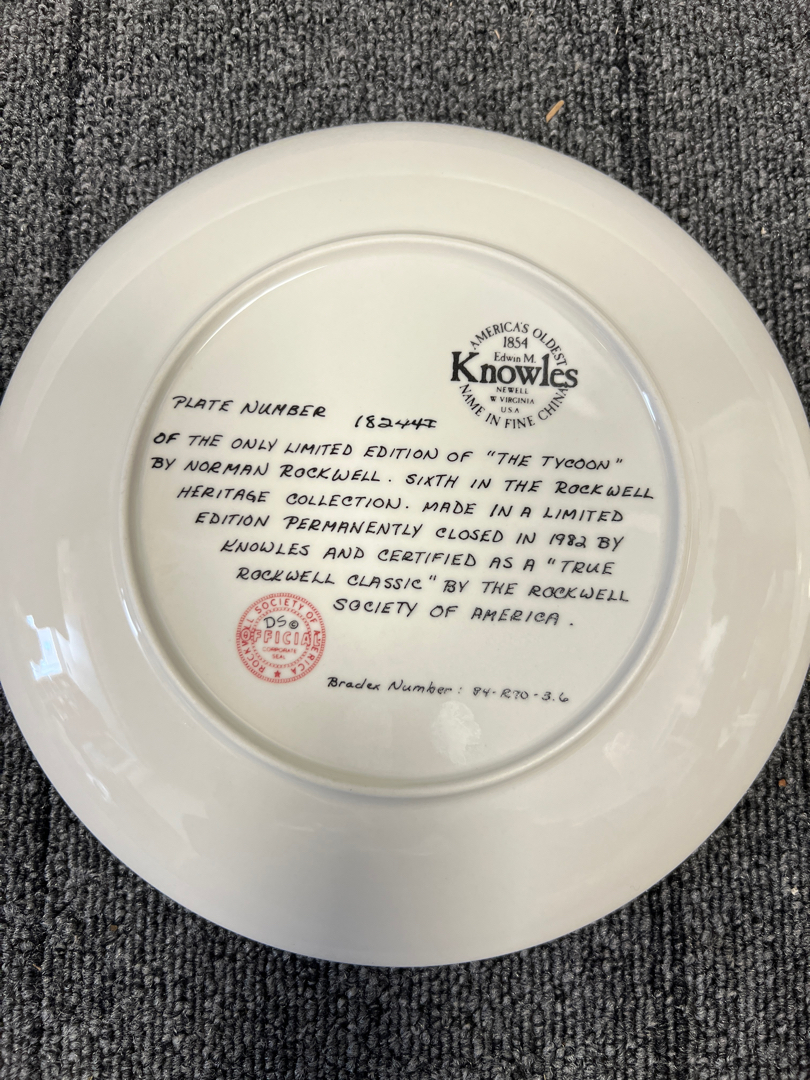 AMERICA'S OLDEST
1854
Edwin M.
Knowles
NEWELL
W VIRGINIA
USA
NAME IN FINE CHINA
PLATE NUMBER 18244I
OF THE ONLY LIMITED EDITION OF "THE TYCOON"
BY NORMAN ROCKWELL. SIXTH IN THE ROCKWELL
HERITAGE COLLECTION. MADE IN A LIMITED
EDITION PERMANENTLY CLOSED IN 1982 BY
KNOWLES AND CERTIFIED AS A "TRUE
ROCKWELL CLASSIC" BY THE ROCKWELL
SOCIETY OF AMERICA.
ROCKWELL SOCIETY OF AMERICA
DS©
OFFICIAL
CORPORATE
SEAL
Bradex Number: 84-R70-3.6